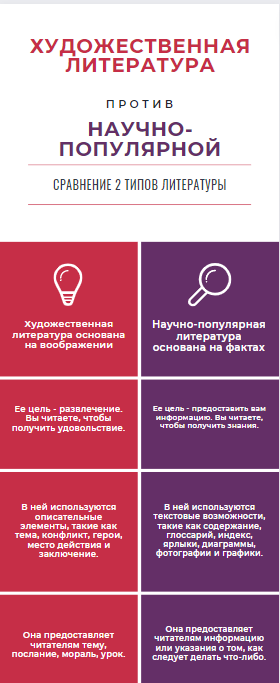 ХУДОЖЕСТВЕННАЯ
ЛИТЕРАТУРА
ПРОТИВ
НАУЧНО-
ПОПУЛЯРНОЙ
СРАВНЕНИЕ 2 ТИПОВ ЛИТЕРАТУРЫ
Художественная
литература основана
на воображении
Научно-популярная
литература
основана на фактах
Ее цель - развлечение.
Вы читаете, чтобы
получить удовольствие.
Ее цель - предоставить вам
информацию. Вы читаете,
чтобы получить знания.
В ней используются
описательные
элементы, такие как
тема, конфликт, герои,
место действия и
заключение.
В ней используются
текстовые возможности,
такие как содержание,
глоссарий, индекс,
ярлыки, диаграммы,
фотографии и графики.
Она предоставляет
читателям тему,
послание, мораль, урок.
Она предоставляет
читателям информацию
или указания о том, как
следует делать что-либо.